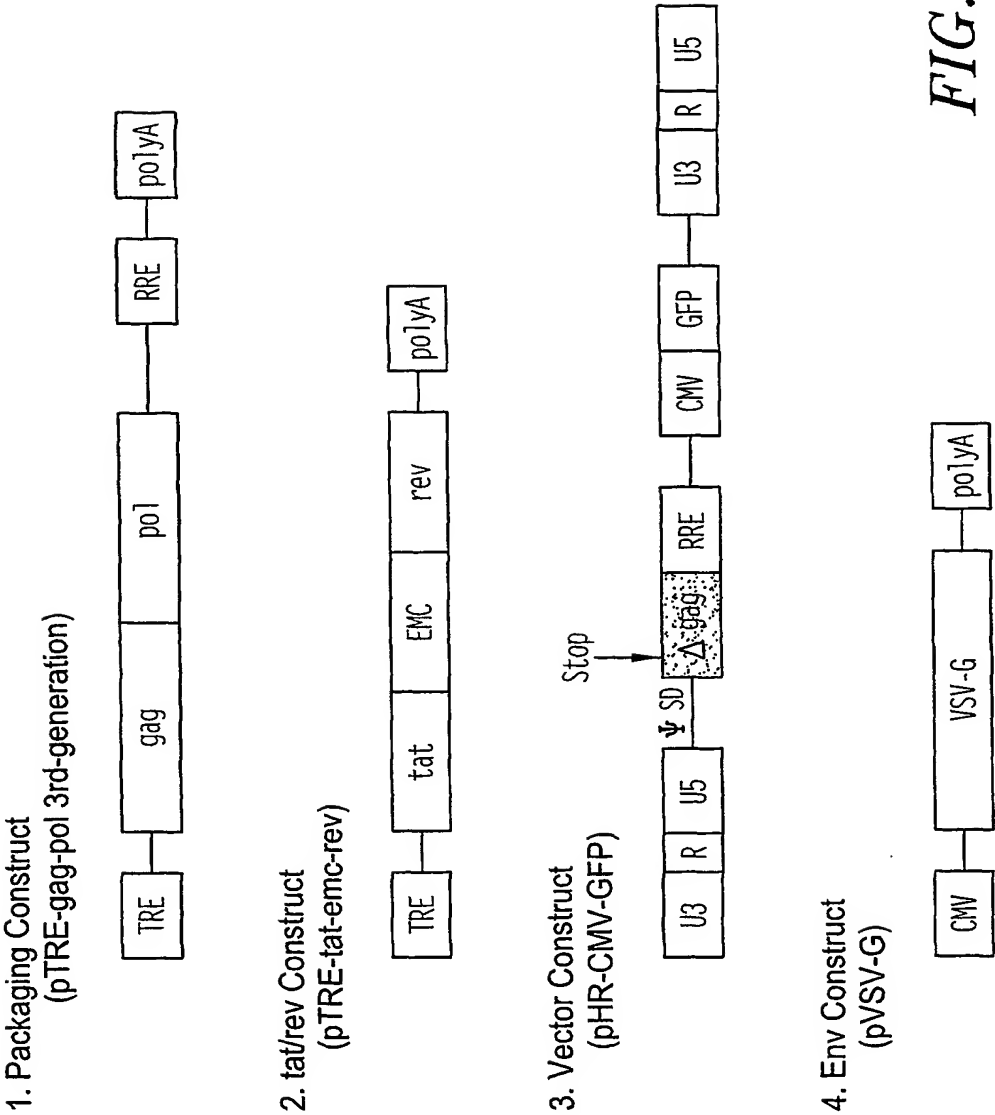 1. Packaging Construct
(pTRE-gag-pol 3rd-generation)
TRE gag pol RRE polyA
2. tat/rev Construct
(pTRE-tat-emc-rev)
TRE tat EMC rev polyA
3. Vector Construct
(pHR-CMV-GFP)
Stop
U3 R U5 Ψ SD Δ gag RRE CMV GFP U3 R U5
4. Env Construct
(pVSV-G)
CMV VSV-G polyA
FIG.